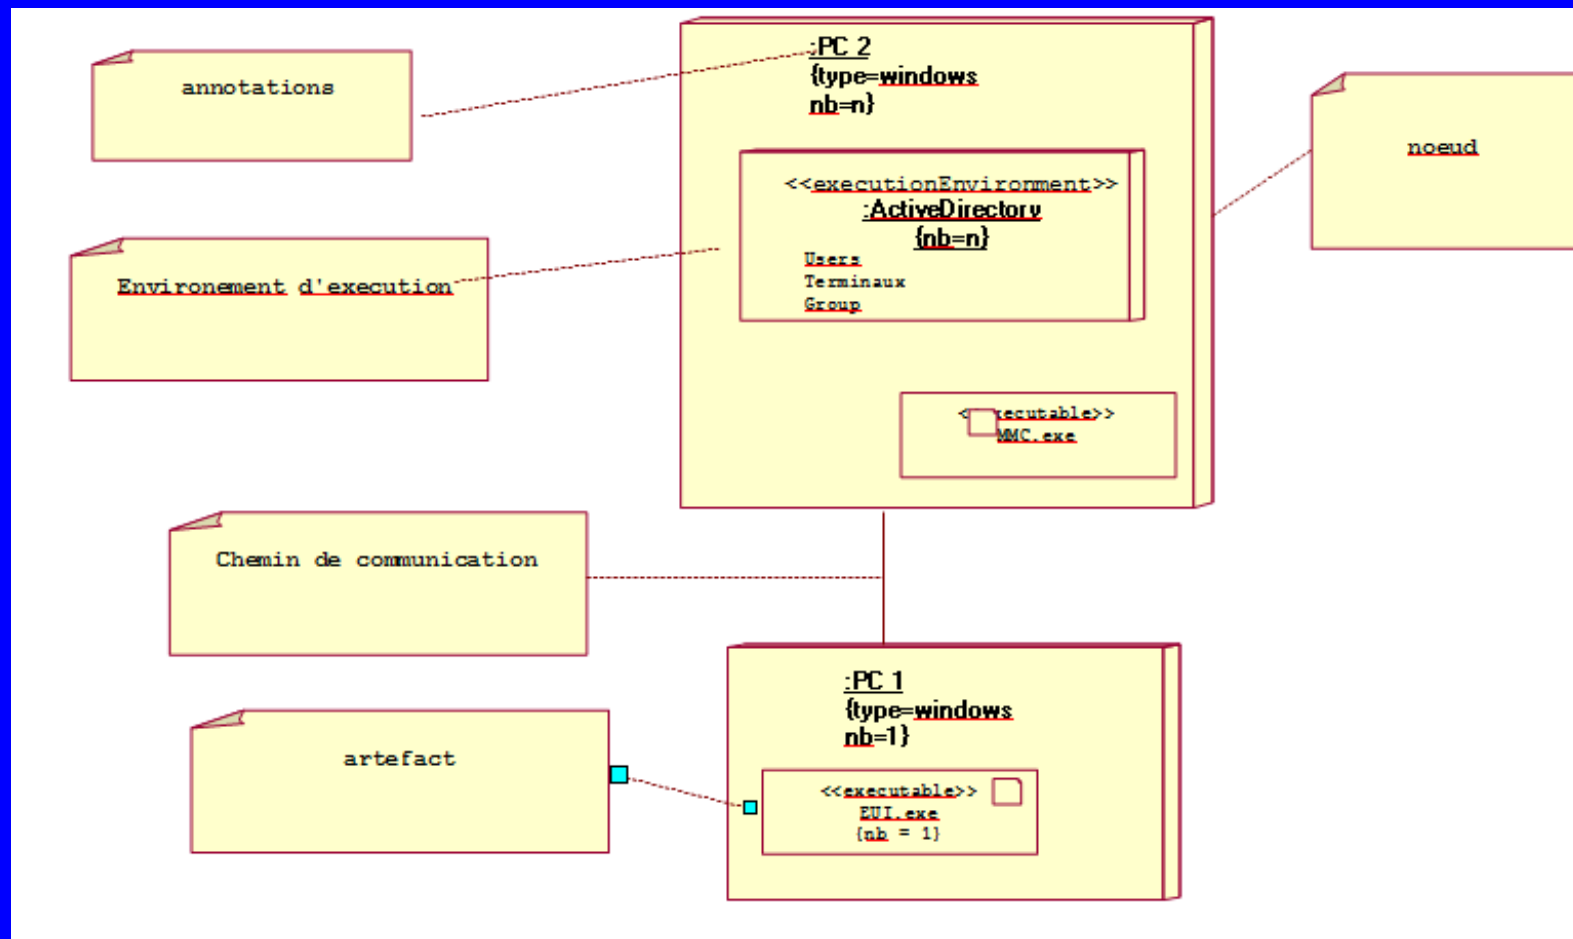 annotations
:PC 2
{type=windows
nb=n}
noeud
<<executionEnvironment>>
:ActiveDirectory
{nb=n}
Users
Terminaux
Group
Environement d'execution
MMC.exe
Chemin de communication
:PC 1
{type=windows
nb=1}
artefact
<<executable>>
EUI.exe
{nb = 1}